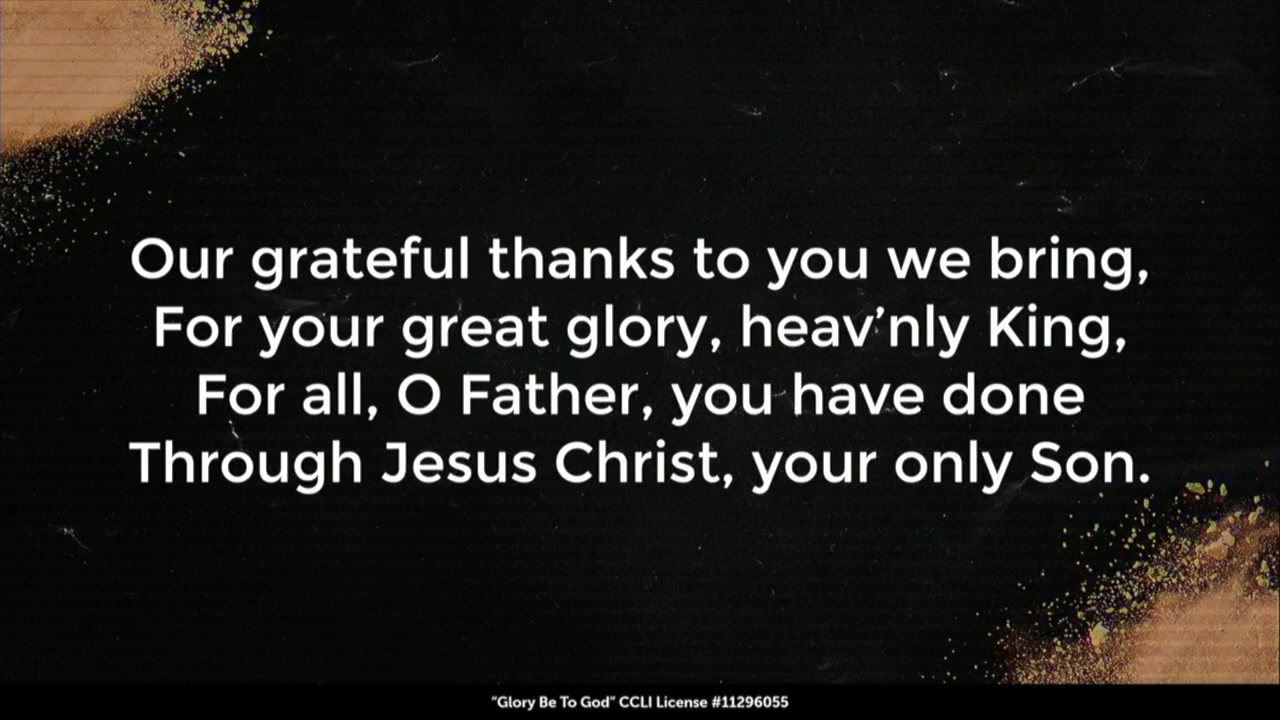 Our grateful thanks to you we bring,
For your great glory, heav’nly King,
For all, O Father, you have done
Through Jesus Christ, your only Son.
“Glory Be To God” CCLI License #11296055